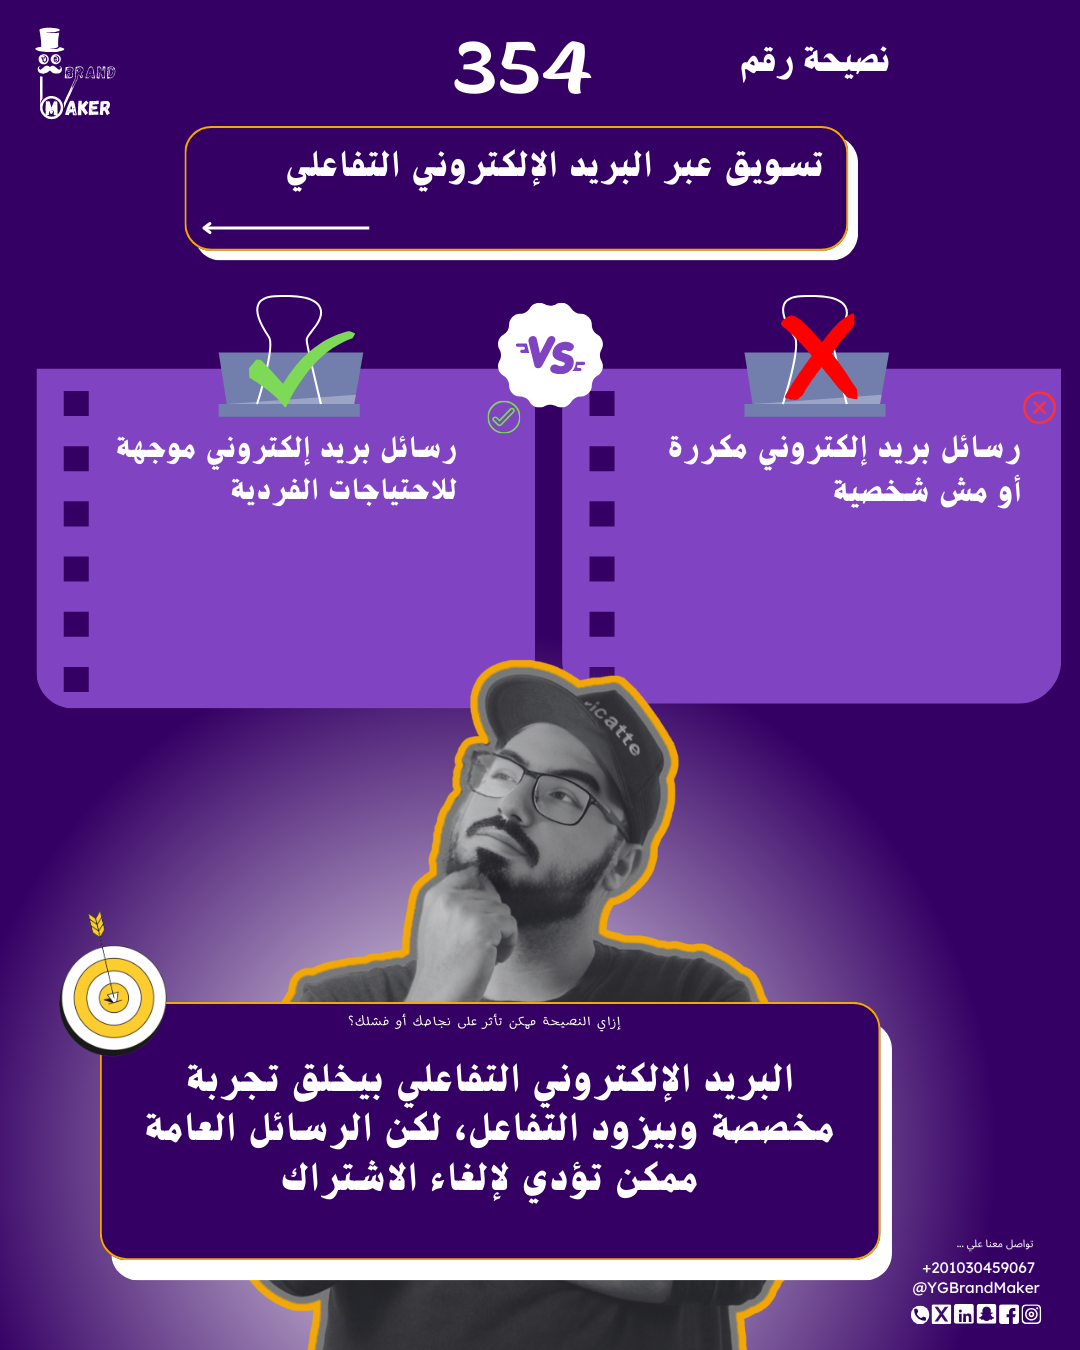 BRAND
MAKER
نصيحة رقم
354
تسويق عبر البريد الإلكتروني التفاعلي
VS
رسائل بريد إلكتروني مكررة
أو مش شخصية
رسائل بريد إلكتروني موجهة
للاحتياجات الفردية
icatte
إزاي النصيحة ممكن تأثر على نجاحك أو فشلك؟
البريد الإلكتروني التفاعلي بيخلق تجربة
مخصصة وبيزود التفاعل، لكن الرسائل العامة
ممكن تؤدي لإلغاء الاشتراك
تواصل معنا علي ...
+201030459067
@YGBrandMaker